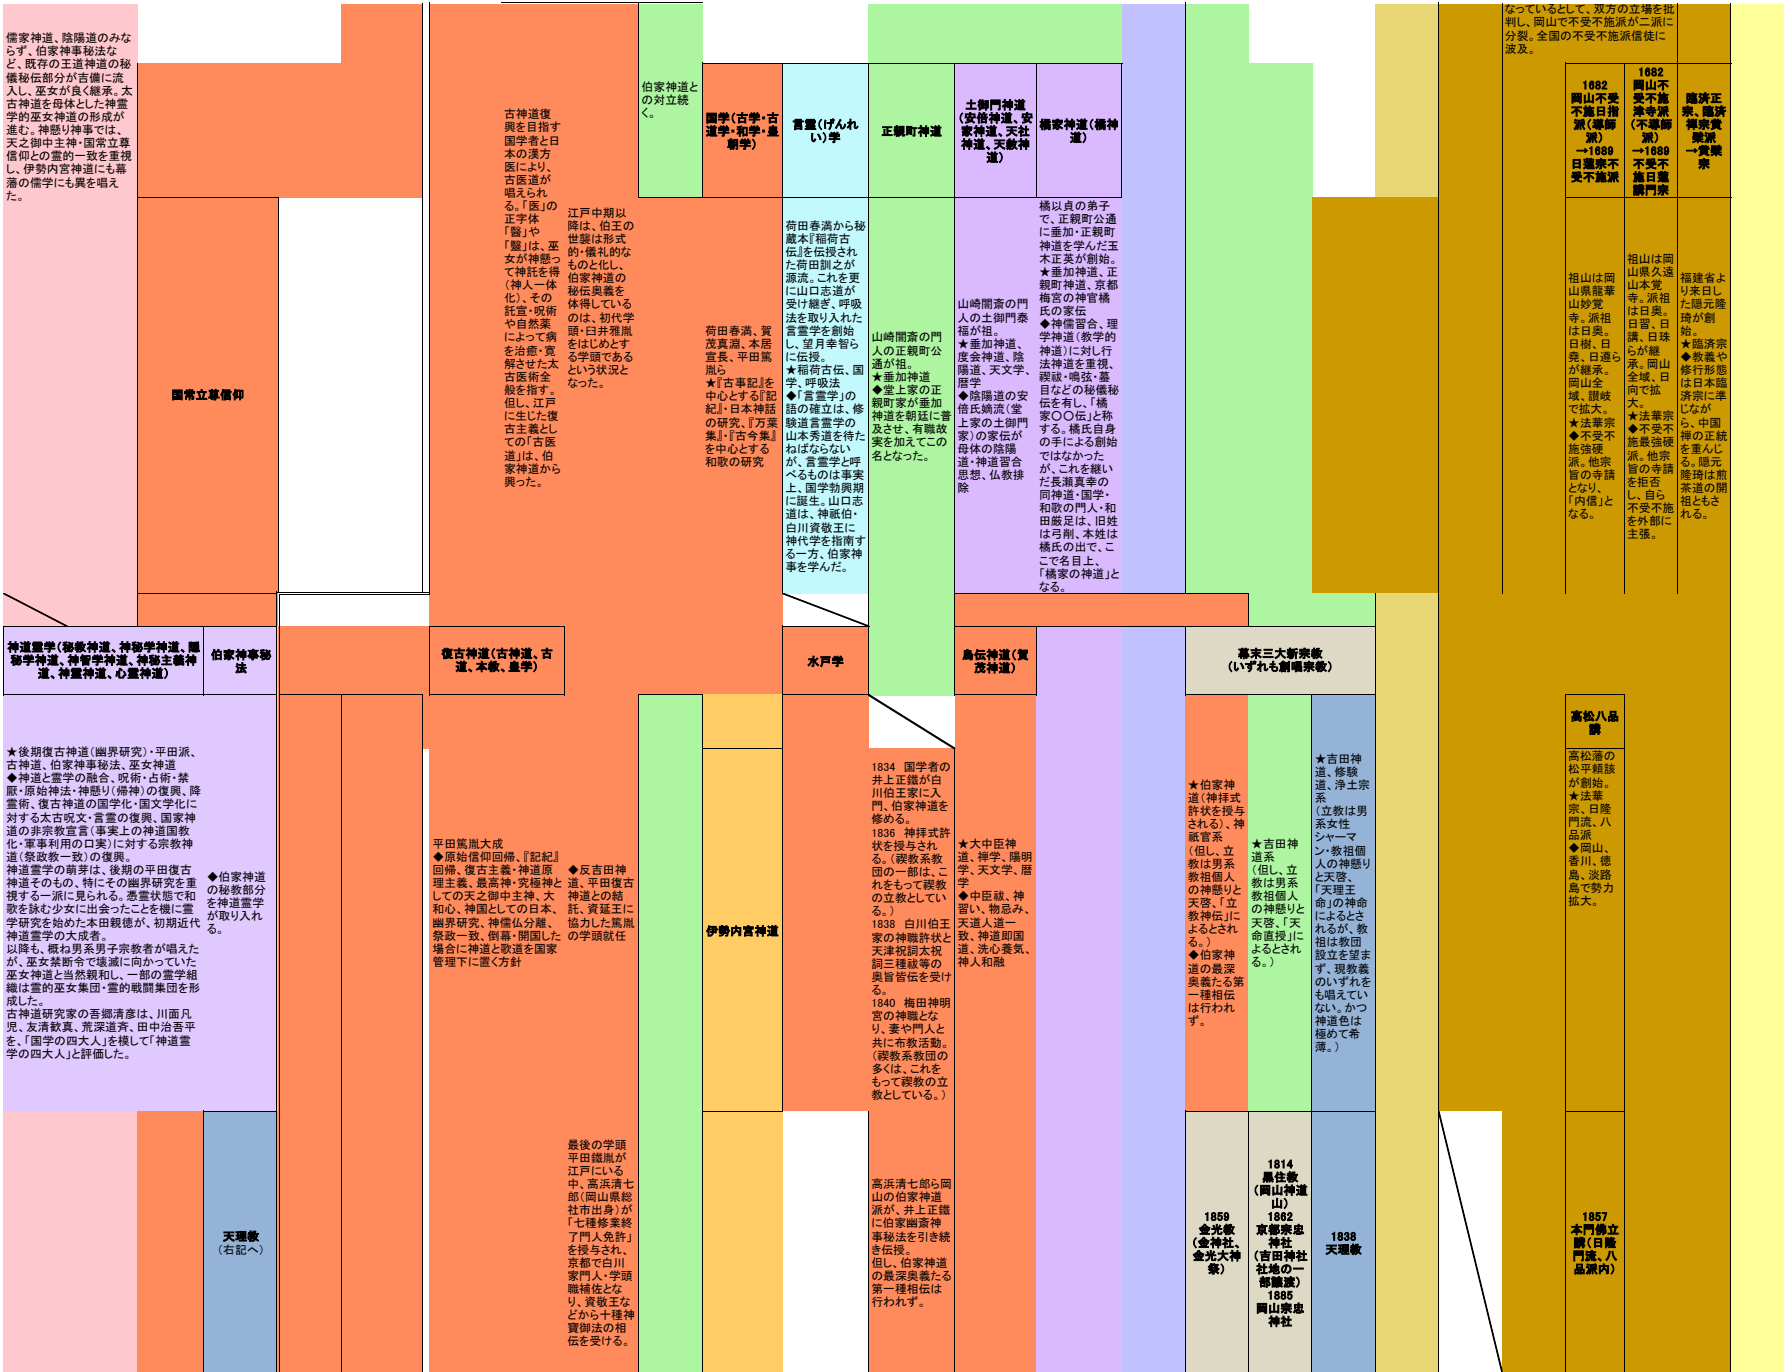 なっているとして、双方の立場を批
判し、岡山で不受不施派が二派に
分裂。全国の不受不施派信徒に
波及。
儒家神道、陰陽道のみな
らず、伯家神事秘法な
ど、既存の王道神道の秘
儀秘伝部分が吉備に流
入し、巫女が良く継承。太
古神道を母体とした神霊
学的巫女神道の形成が
進む。神懸り神事では、
天之御中主神・国常立尊
信仰との霊的一致を重視
し、伊勢内宮神道にも幕
藩の儒学にも異を唱え
た。
国常立尊信仰
古神道復
興を目指す
国学者と日
本の漢方
医により、
古医道が
唱えられ
る。「医」の
正字体
「醫」や
「毉」は、巫
女が神懸っ
て神託を得
（神人一体
化）、その
託宣・呪術
や自然薬
によって病
を治癒・寛
解させた太
古医術全
般を指す。
但し、江戸
に生じた復
古主義とし
ての「古医
道」は、伯
家神道から
興った。
江戸中期以
降は、伯王の
世襲は形式
的・儀礼的な
ものと化し、
伯家神道の
秘伝奥義を
体得している
のは、初代学
頭・臼井雅胤
をはじめとす
る学頭である
という状況と
なった。
伯家神道と
の対立続
く。
国学（古学・古
道学・和学・皇
朝学）
荷田春満、賀
茂真淵、本居
宣長、平田篤
胤ら
★『古事記』を
中心とする『記
紀』・日本神話
の研究、『万葉
集』・『古今集』
を中心とする
和歌の研究
言霊（げんれ
い）学
荷田春満から秘
蔵本『稲荷古
伝』を伝授され
た荷田訓之が
源流。これを更
に山口志道が
受け継ぎ、呼吸
法を取り入れた
言霊学を創始
し、望月幸智ら
に伝授。
★稲荷古伝、国
学、呼吸法
◆「言霊学」の
語の確立は、修
験道言霊学の
山本秀道を待た
ねばならない
が、言霊学と呼
べるものは事実
上、国学勃興期
に誕生。山口志
道は、神祇伯・
白川資敬王に
神代学を指南す
る一方、伯家神
事を学んだ。
正親町神道
山崎闇斎の門
人の正親町公
通が祖。
★垂加神道
◆堂上家の正
親町家が垂加
神道を朝廷に普
及させ、有職故
実を加えてこの
名となった。
土御門神道
（安倍神道、安
家神道、天社
神道、天赦神
道）
山崎闇斎の門
人の土御門泰
福が祖。
★垂加神道、
度会神道、陰
陽道、天文学、
暦学
◆陰陽道の安
倍氏嫡流（堂
上家の土御門
家）の家伝が
母体の陰陽
道・神道習合
思想、仏教排
除
橘家神道（橘神
道）
橘以貞の弟子
で、正親町公通
に垂加・正親町
神道を学んだ玉
木正英が創始。
★垂加神道、正
親町神道、京都
梅宮の神官橘
氏の家伝
◆神儒習合、理
学神道（教学的
神道）に対し行
法神道を重視、
禊祓・鳴弦・蟇
目などの秘儀秘
伝を有し、「橘
家〇〇伝」と称
する。橘氏自身
の手による創始
ではなかった
が、これを継い
だ長瀬真幸の
同神道・国学・
和歌の門人・和
田厳足は、旧姓
は弓削、本姓は
橘氏の出で、こ
こで名目上、
「橘家の神道」と
なる。
1682
岡山不受
不施日指
派（導師
派）
→1689
日蓮宗不
受不施派
祖山は岡
山県龍華
山妙覚
寺。派祖
は日奥。
日樹、日
堯、日遵ら
が継承。
岡山全
域、讃岐
で拡大。
★法華宗
◆不受不
施強硬
派。他宗
旨の寺請
となり、
「内信」と
なる。
1682
岡山不
受不施
津寺派
（不導師
派）
→1689
不受不
施日蓮
講門宗
祖山は岡
山県久遠
山本覚
寺。派祖
は日奥。
日習、日
講、日珠
らが継
承。岡山
全域、日
向で拡
大。
★法華宗
◆不受不
施最強硬
派。他宗
旨の寺請
を拒否
し、自ら
不受不施
を外部に
主張。
臨済正
宗、臨済
禅宗黄
檗派
→黄檗
宗
福建省よ
り来日し
た隠元隆
琦が創
始。
★臨済宗
◆教義や
修行形態
は日本臨
済宗に準
じなが
ら、中国
禅の正統
を重んじ
る。隠元
隆琦は煎
茶道の開
祖ともさ
れる。
神道霊学（秘教神道、神秘学神道、隠
秘学神道、神智学神道、神秘主義神
道、神霊神道、心霊神道）
★後期復古神道（幽界研究）・平田派、
古神道、伯家神事秘法、巫女神道
◆神道と霊学の融合、呪術・占術・禁
厭・原始神法・神懸り（帰神）の復興、降
霊術、復古神道の国学化・国文学化に
対する太古呪文・言霊の復興、国家神
道の非宗教宣言（事実上の神道国教
化・軍事利用の口実）に対する宗教神
道（祭政教一致）の復興。
神道霊学の萌芽は、後期の平田復古
神道そのもの、特にその幽界研究を重
視する一派に見られる。憑霊状態で和
歌を詠む少女に出会ったことを機に霊
学研究を始めた本田親徳が、初期近代
神道霊学の大成者。
以降も、概ね男系男子宗教者が唱えた
が、巫女禁断令で壊滅に向かっていた
巫女神道と当然親和し、一部の霊学組
織は霊的巫女集団・霊的戦闘集団を形
成した。
古神道研究家の吾郷清彦は、川面凡
児、友清歓真、荒深道斉、田中治吾平
を、「国学の四大人」を模して「神道霊
学の四大人」と評価した。
伯家神事秘
法
◆伯家神道
の秘教部分
を神道霊学
が取り入れ
る。
天理教
（右記へ）
復古神道（古神道、古
道、本教、皇学）
平田篤胤大成
◆原始信仰回帰、『記紀』
回帰、復古主義・神道原
理主義、最高神・究極神と
しての天之御中主神、大
和心、神国としての日本、
幽界研究、神儒仏分離、
祭政一致、倒幕・開国した
場合に神道と歌道を国家
管理下に置く方針
◆反吉田神
道、平田復古
神道との結
託、資延王に
協力した篤胤
の学頭就任
最後の学頭
平田鐵胤が
江戸にいる
中、高浜清七
郎（岡山県総
社市出身）が
「七種修業終
了門人免許」
を授与され、
京都で白川
家門人・学頭
職補佐とな
り、資敬王な
どから十種神
寶御法の相
伝を受ける。
伊勢内宮神道
水戸学
1834　国学者の
井上正鐵が白
川伯王家に入
門、伯家神道を
修める。
1836　神拝式許
状を授与され
る。（禊教系教
団の一部は、こ
れをもって禊教
の立教としてい
る。）
1838　白川伯王
家の神職許状と
天津祝詞太祝
詞三種祓等の
奥旨皆伝を受け
る。
1840　梅田神明
宮の神職とな
り、妻や門人と
共に布教活動。
（禊教系教団の
多くは、これを
もって禊教の立
教としている。）
高浜清七郎ら岡
山の伯家神道
派が、井上正鐵
に伯家幽斎神
事秘法を引き続
き伝授。
但し、伯家神道
の最深奥義たる
第一種相伝は
行われず。
烏伝神道（賀
茂神道）
★大中臣神
道、禅学、陽明
学、天文学、暦
学
◆中臣祓、神
習い、物忌み、
天道人道一
致、神道即国
道、洗心養気、
神人和融
幕末三大新宗教
（いずれも創唱宗教）
★伯家神
道（神拝式
許状を授与
される）、神
祇官系
（但し、立
教は男系
教祖個人
の神懸りと
天啓、「立
教神伝」に
よるとされ
る。）
◆伯家神
道の最深
奥義たる第
一種相伝
は行われ
ず。
★吉田神
道系
（但し、立
教は男系
教祖個人
の神懸りと
天啓、「天
命直授」に
よるとされ
る。）
★吉田神
道、修験
道、浄土宗
系
（立教は男
系女性
シャーマ
ン・教祖個
人の神懸り
と天啓、
「天理王
命」の神命
によるとさ
れるが、教
祖は教団
設立を望ま
ず、現教義
のいずれを
も唱えてい
ない。かつ
神道色は
極めて希
薄。）
1859
金光教
（金神社、
金光大神
祭）
1814
黒住教
（岡山神道
山）
1862
京都宗忠
神社
（吉田神社
社地の一
部譲渡）
1885
岡山宗忠
神社
1838
天理教
高松八品
講
高松藩の
松平頼該
が創始。
★法華
宗、日隆
門流、八
品派
◆岡山、
香川、徳
島、淡路
島で勢力
拡大。
1857
本門佛立
講（日隆
門流、八
品派内）